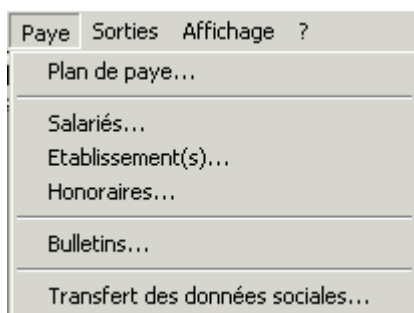 Paye Sorties Affichage ?
Plan de paye...
Salariés...
Etablissement(s)...
Honoraires...
Bulletins...
Transfert des données sociales...